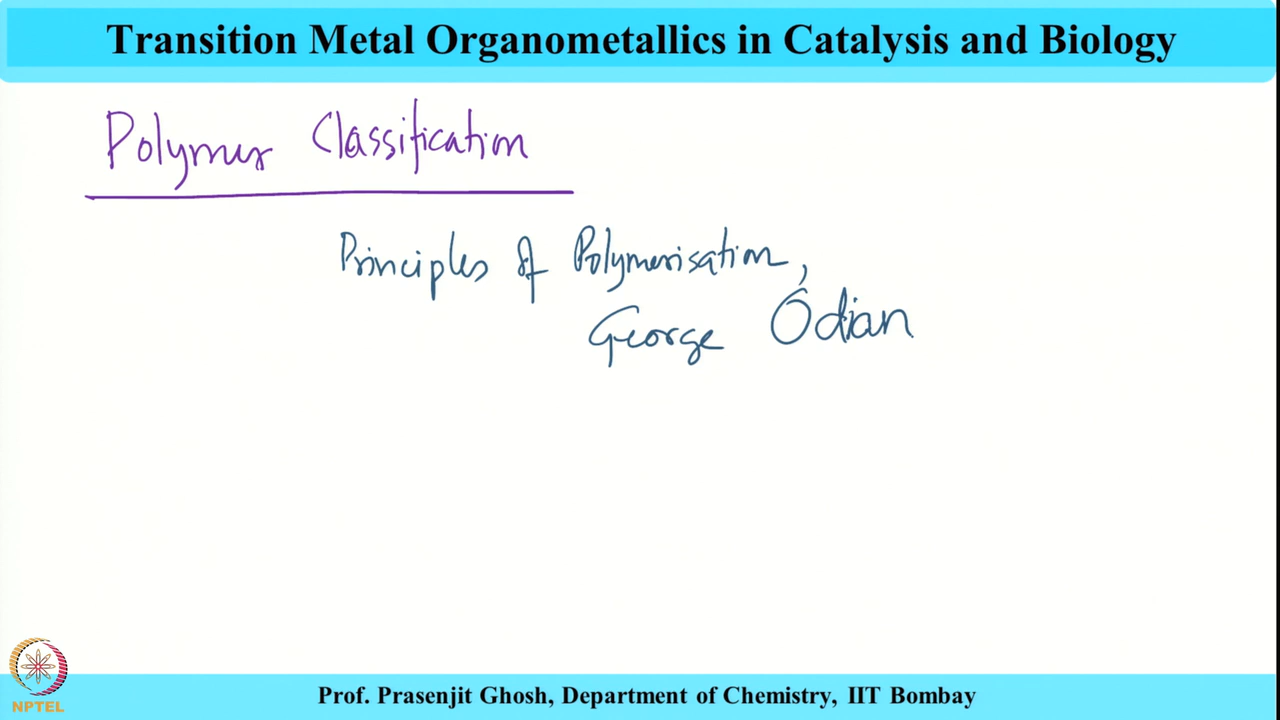 Transition Metal Organometallics in Catalysis and Biology
Polymer Classification
Principles of Polymerisation,
George Odian
NPTEL
Prof. Prasenjit Ghosh, Department of Chemistry, IIT Bombay